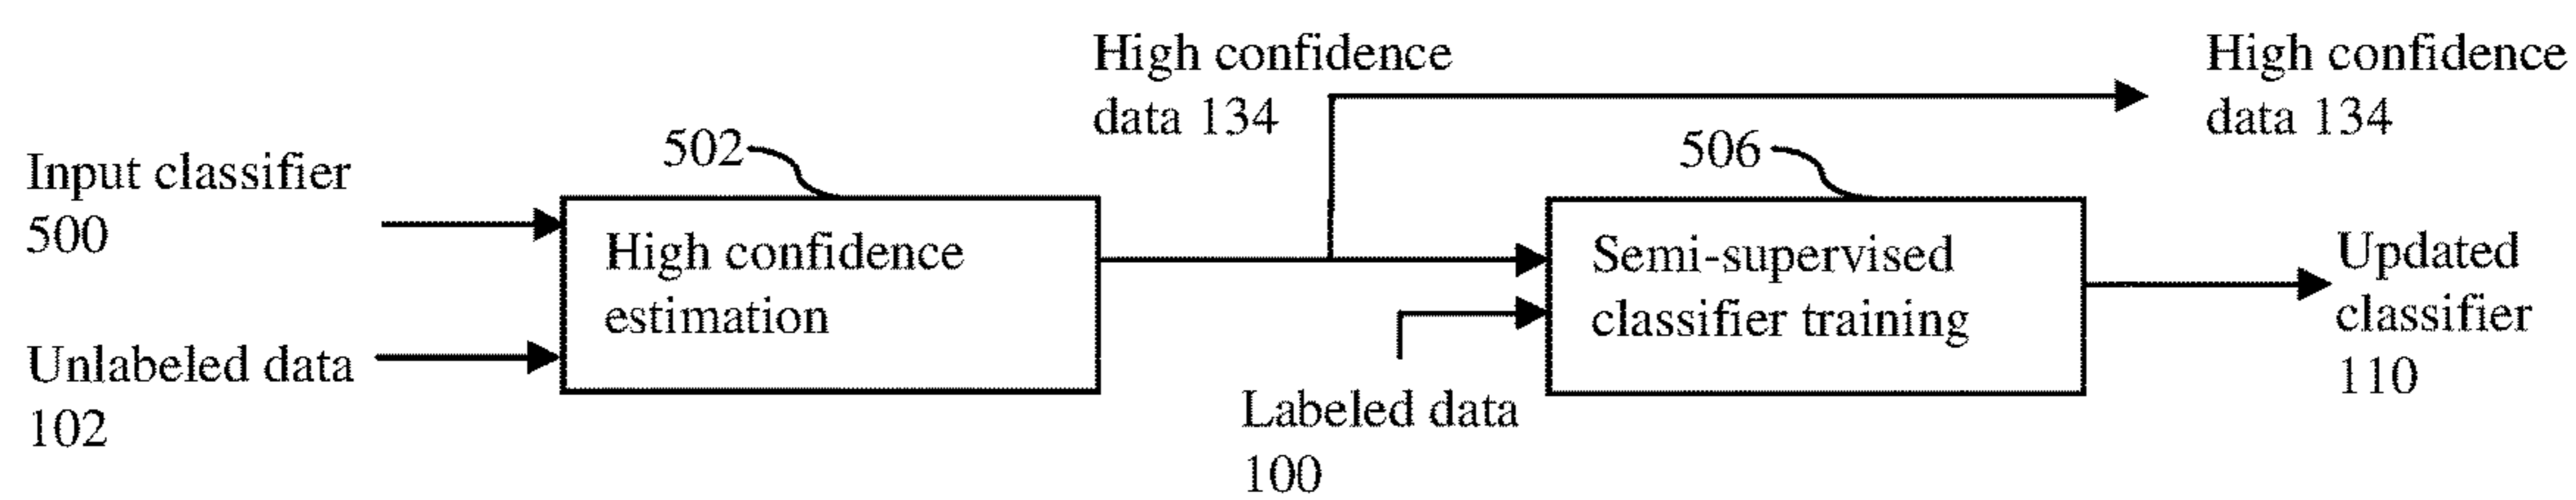 High confidence
data 134
High confidence
data 134
502
506
Input classifier
500
High confidence
estimation
Semi-supervised
classifier training
Updated
classifier
110
Unlabeled data
102
Labeled data
100